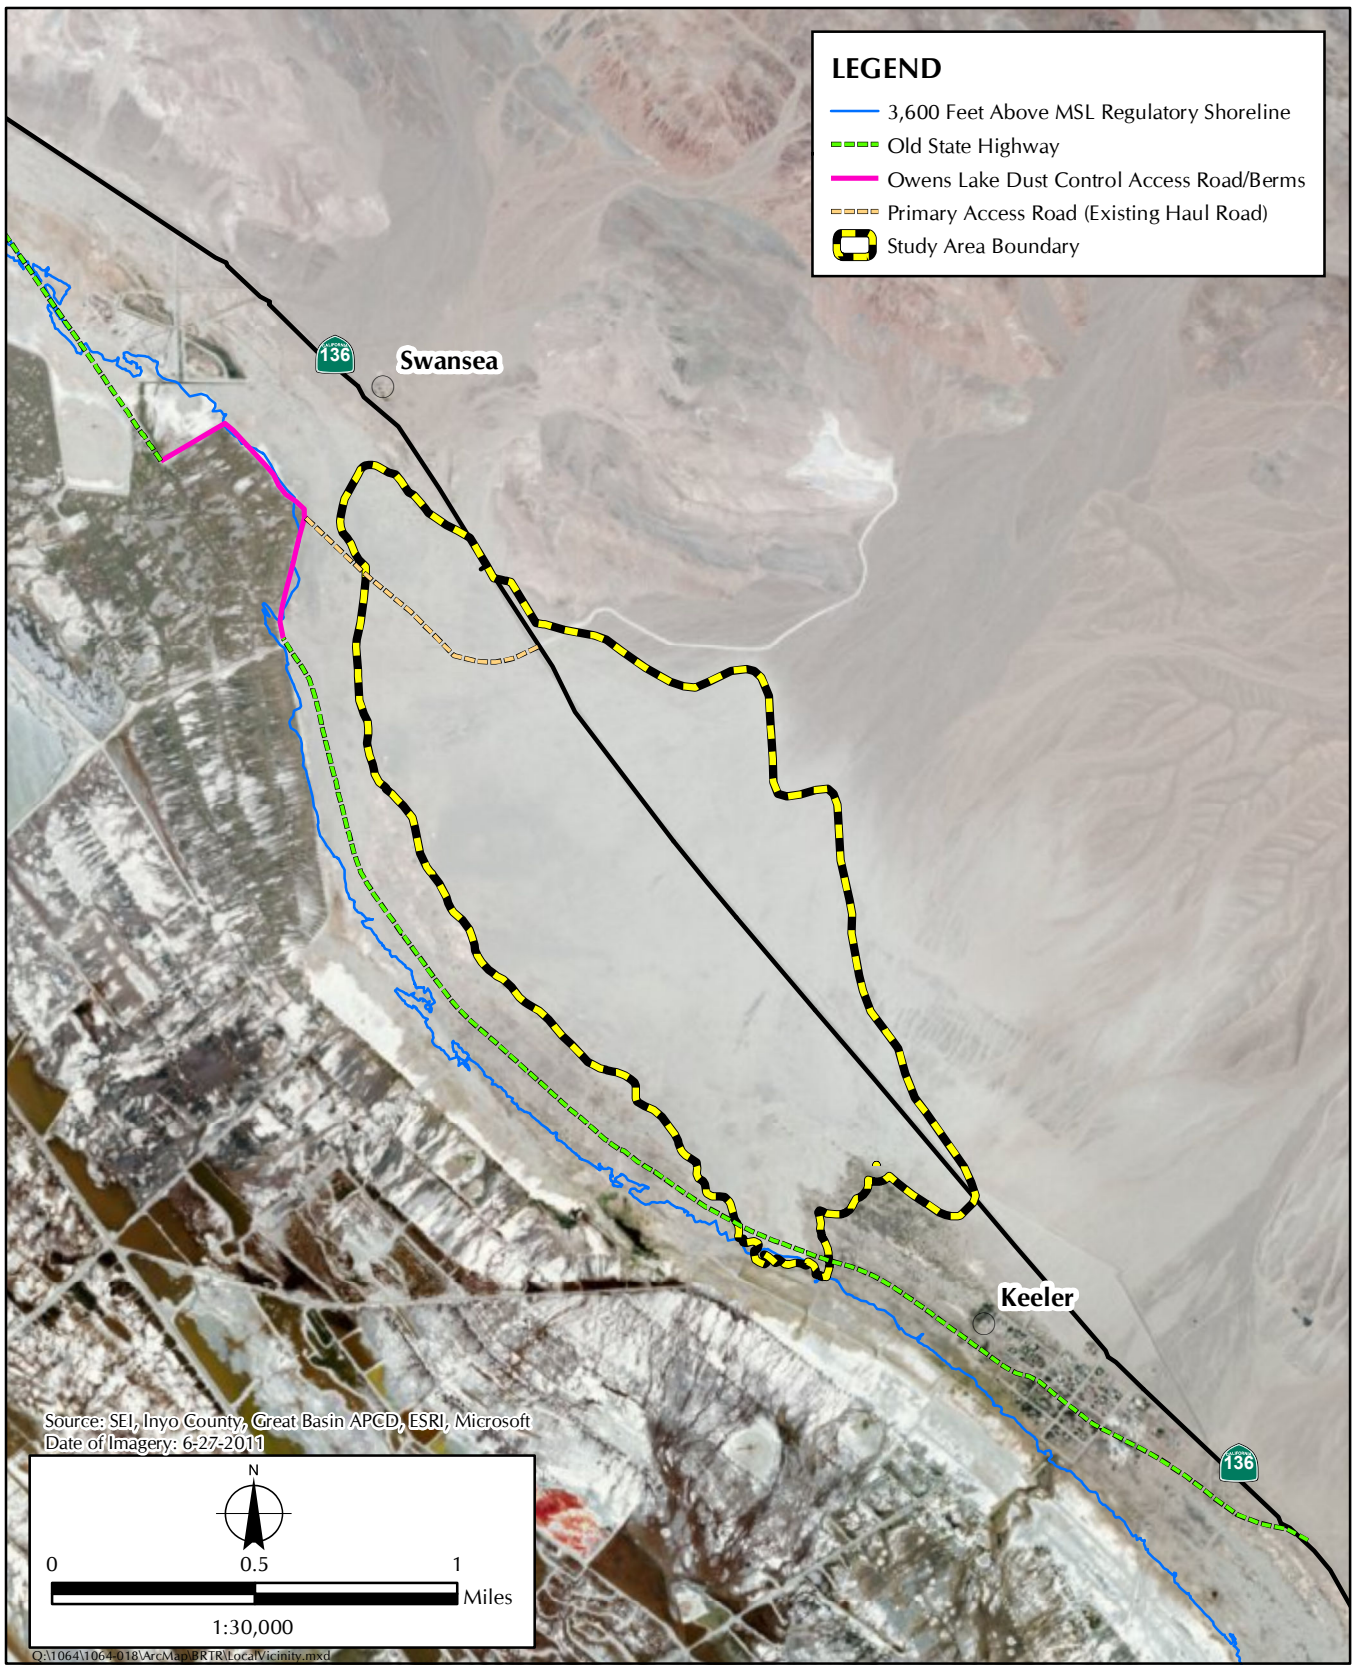 LEGEND
3,600 Feet Above MSL Regulatory Shoreline
Old State Highway
Owens Lake Dust Control Access Road/Berms
Primary Access Road (Existing Haul Road)
Study Area Boundary
CALIFORNIA
136
Swansea
Keeler
CALIFORNIA
136
Source: SEI, Inyo County, Great Basin APCD, ESRI, Microsoft
Date of Imagery: 6-27-2011
N
0 0.5 1
Miles
1:30,000
Q:\1064\1064-018\ArcMap\BRTR\LocalVicinity.mxd